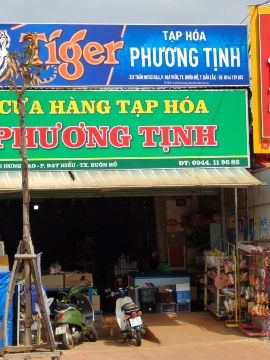 Tiger
TẠP HÓA
PHƯƠNG TỊNH
CỬA HÀNG TẠP HÓA
PHƯƠNG TỊNH
P. ĐẠT HIẾU - TX. BUÔN HỒ
ĐT: 0944. 11 96 83